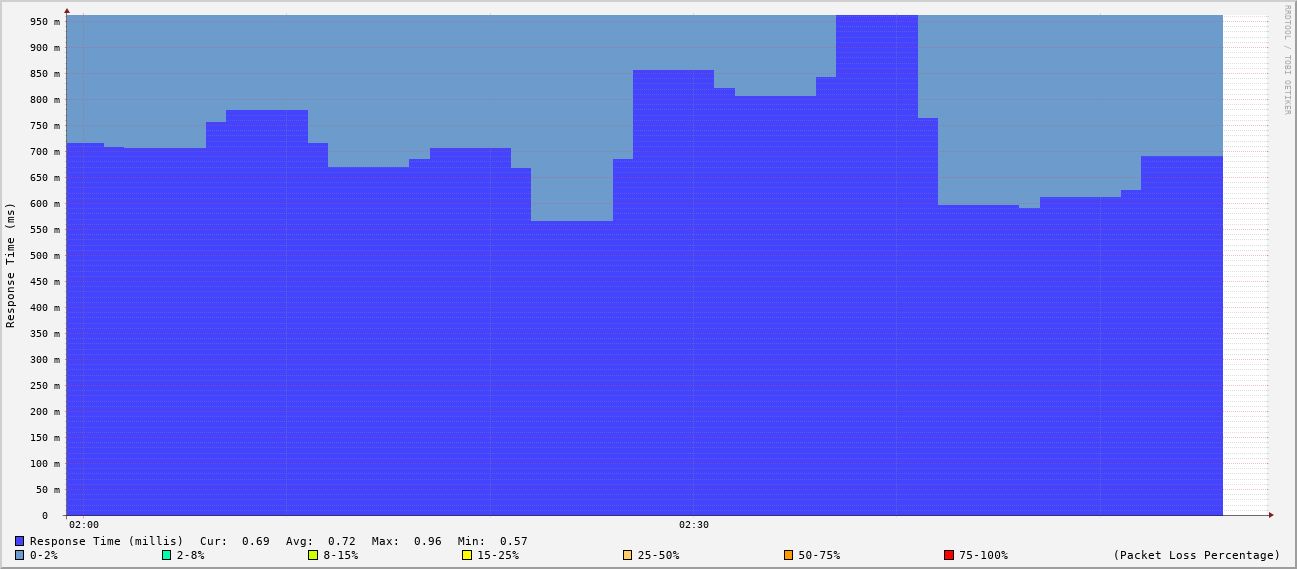 950 m
900 m
850 m
800 m
750 m
700 m
650 m
600 m
550 m
500 m
450 m
400 m
350 m
300 m
250 m
200 m
150 m
100 m
50 m
0
Response Time (ms)
RRDTOOL / TOBI OETIKER
02:00 02:30
Response Time (millis) Cur: 0.69 Avg: 0.72 Max: 0.96 Min: 0.57
0-2% 2-8% 8-15% 15-25% 25-50% 50-75% 75-100% (Packet Loss Percentage)